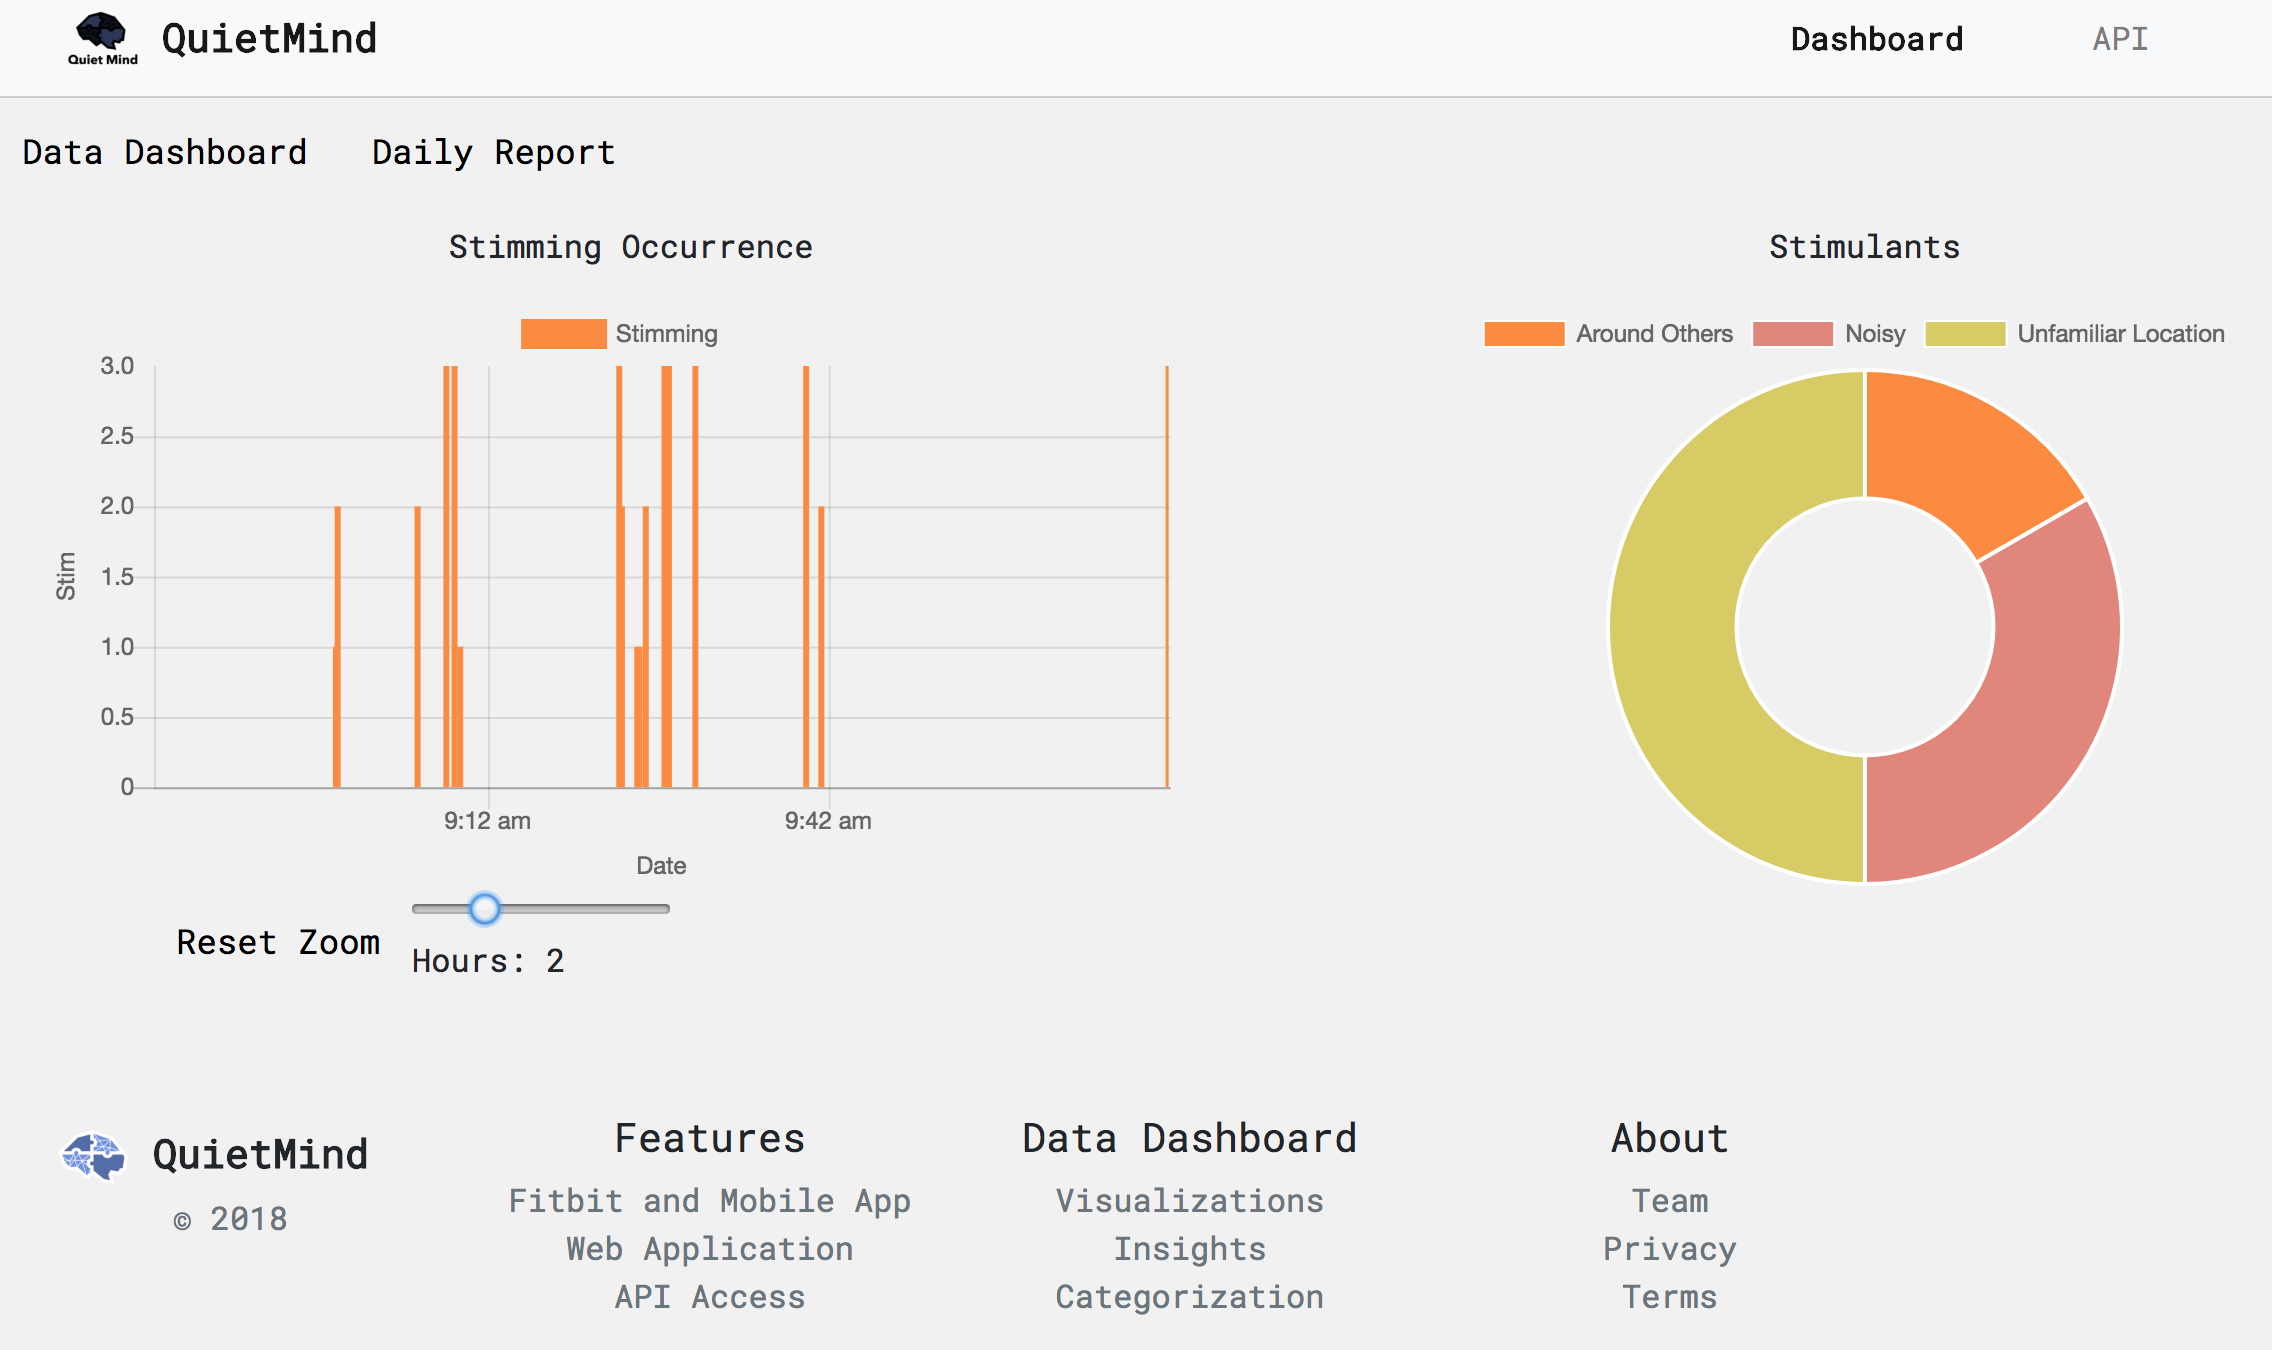 Quiet Mind
QuietMind
Dashboard
API
Data Dashboard
Daily Report
Stimming Occurrence
Stimming
3.0
2.5
2.0
1.5
1.0
0.5
0
Stim
9:12 am
9:42 am
Date
Reset Zoom
Hours: 2
Stimulants
Around Others
Noisy
Unfamiliar Location
QuietMind
© 2018
Features
Fitbit and Mobile App
Web Application
API Access
Data Dashboard
Visualizations
Insights
Categorization
About
Team
Privacy
Terms